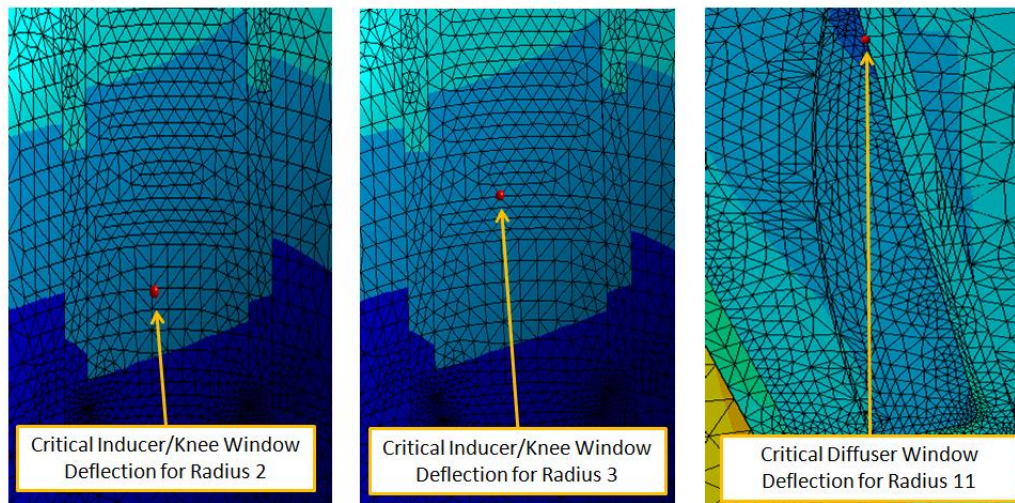 Critical Inducer/Knee Window
Deflection for Radius 2
Critical Inducer/Knee Window
Deflection for Radius 3
Critical Diffuser Window
Deflection for Radius 11